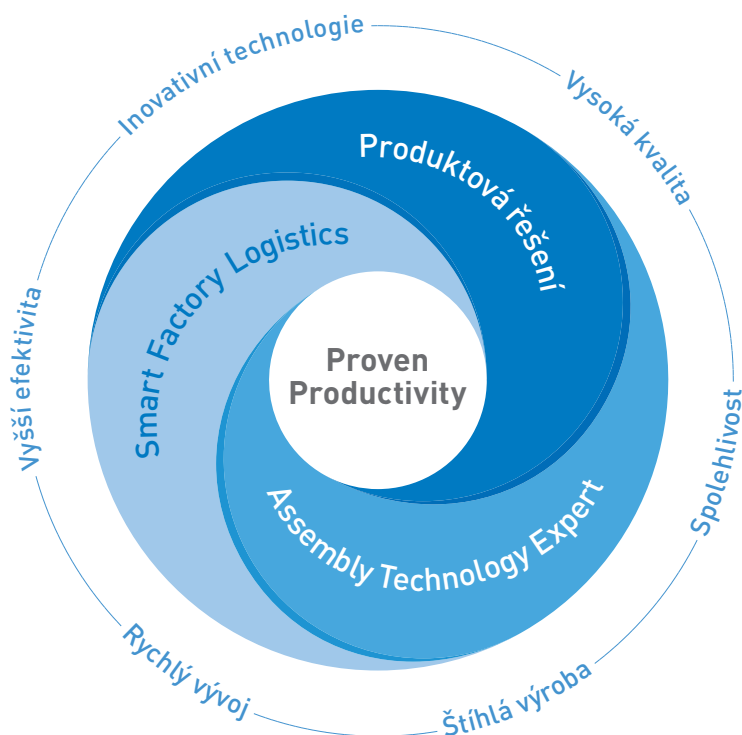 Inovativní technologie
Vysoká kvalita
Spolehlivost
Štíhlá výroba
Rychlý vývoj
Vyšší efektivita
Produktová řešení
Smart Factory Logistics
Assembly Technology Expert
Proven
Productivity